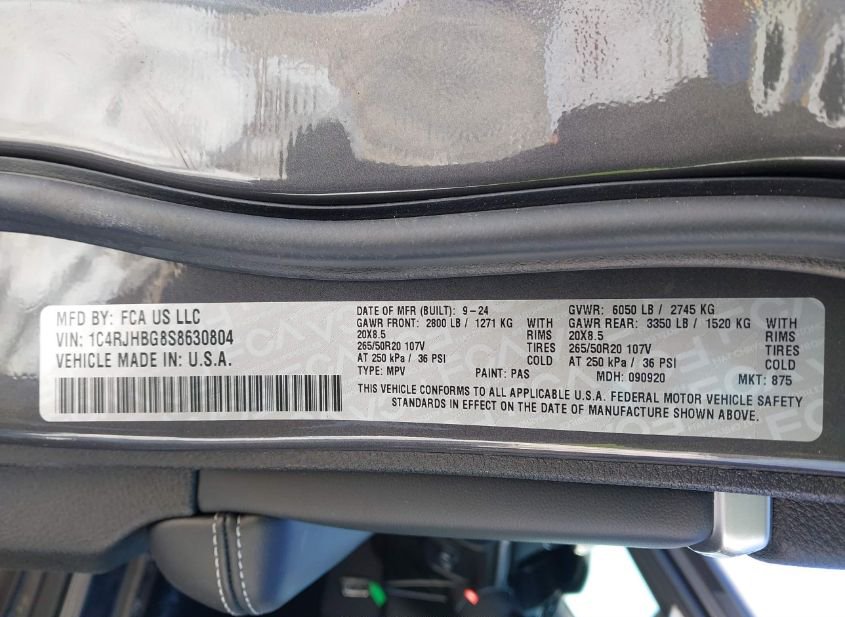 MFD BY: FCA US LLC
VIN: 1C4RJHBG8S8630804
VEHICLE MADE IN: U.S.A.
DATE OF MFR (BUILT): 9-24
GAWR FRONT: 2800 LB / 1271 KG WITH
20X8.5 RIMS
265/50R20 107V TIRES
AT 250 kPa / 36 PSI COLD
TYPE: MPV PAINT: PAS
GVWR: 6050 LB / 2745 KG
GAWR REAR: 3350 LB / 1520 KG WITH
20X8.5 RIMS
265/50R20 107V TIRES
AT 250 kPa / 36 PSI COLD
MDH: 090920 MKT: 875
THIS VEHICLE CONFORMS TO ALL APPLICABLE U.S.A. FEDERAL MOTOR VEHICLE SAFETY
STANDARDS IN EFFECT ON THE DATE OF MANUFACTURE SHOWN ABOVE.